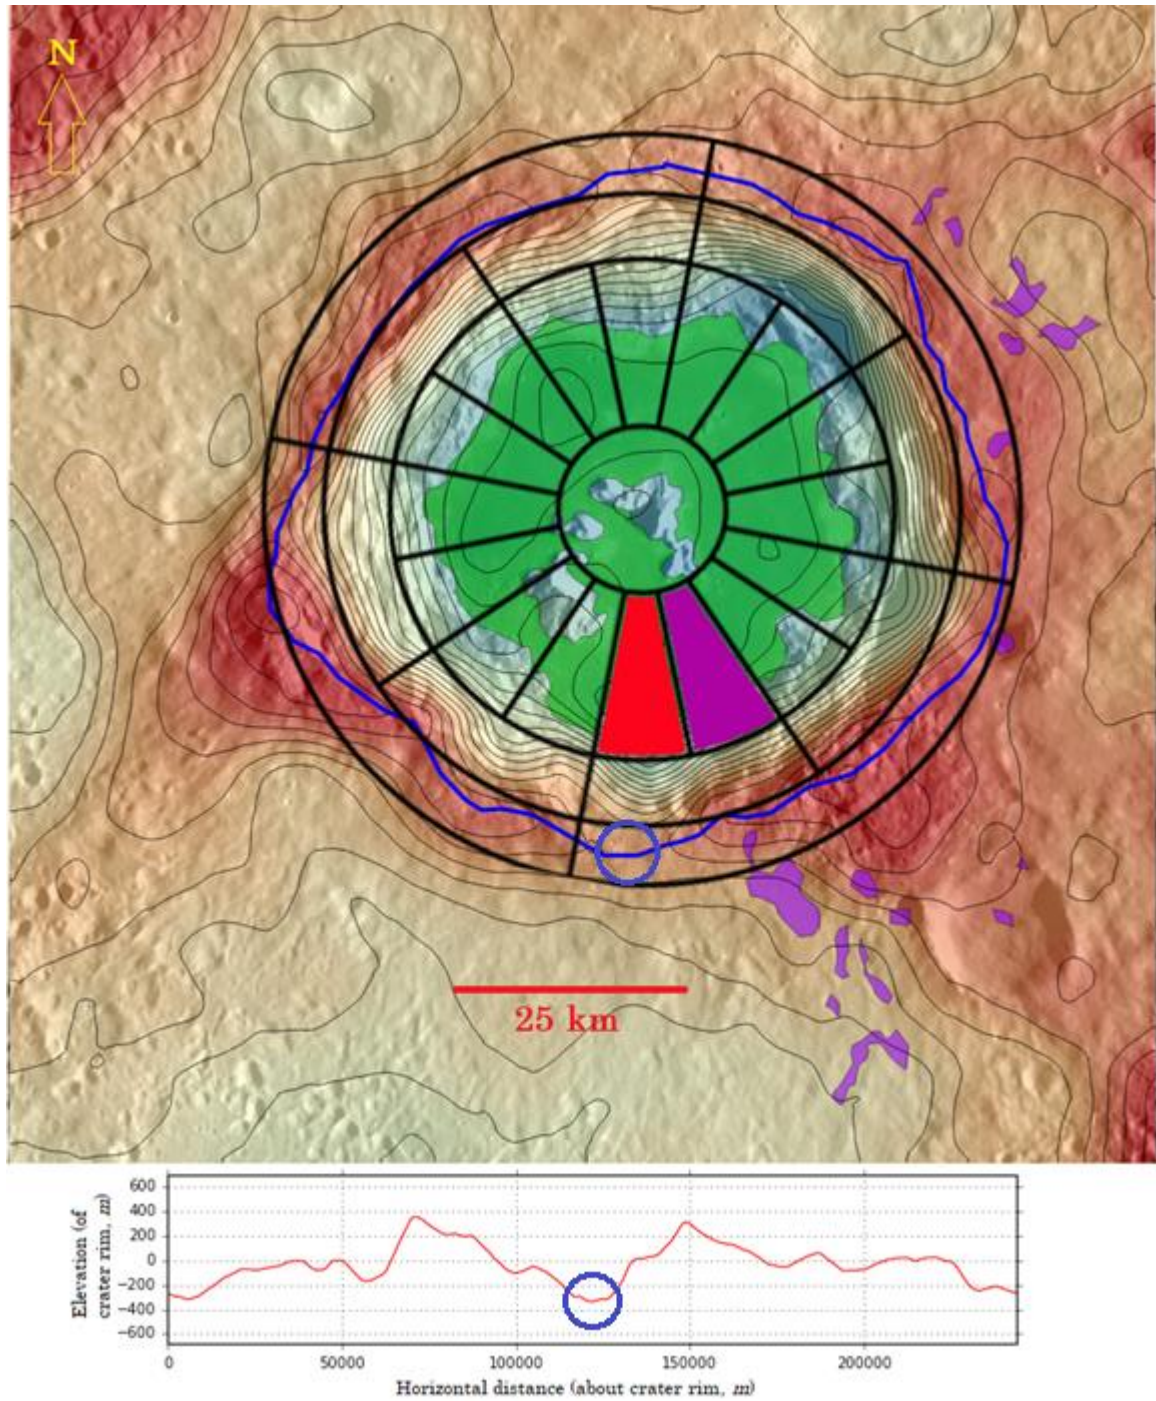 N
25 km
600
400
200
0
−200
−400
−600
Elevation (of
crater rim, m)
0 50000 100000 150000 200000
Horizontal distance (about crater rim, m)